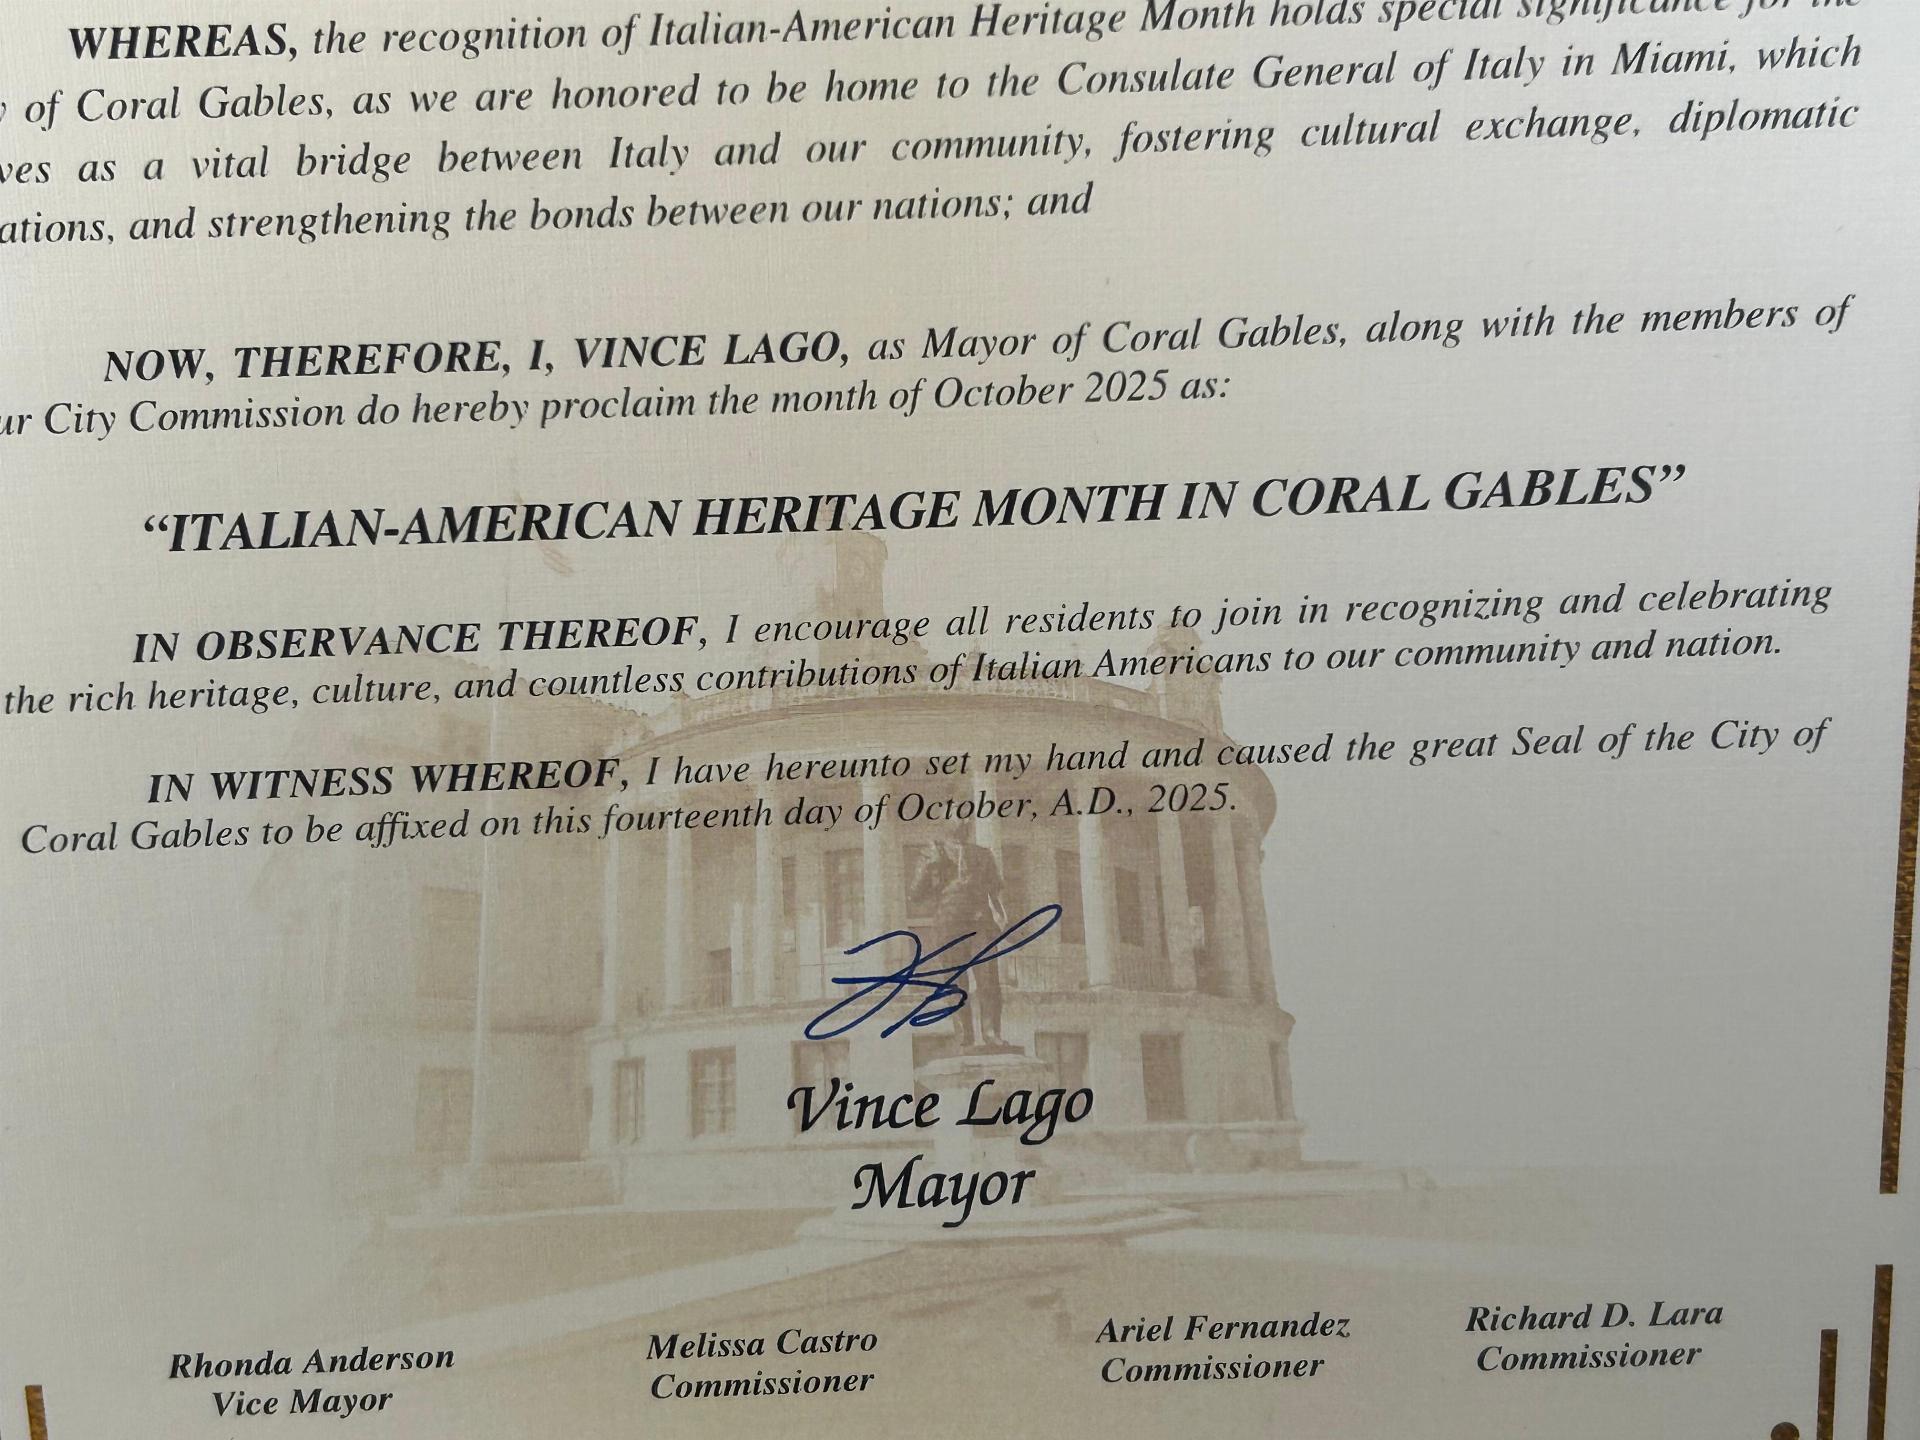 WHEREAS, the recognition of Italian-American Heritage Month holds special significance for the
of Coral Gables, as we are honored to be home to the Consulate General of Italy in Miami, which
as a vital bridge between Italy and our community, fostering cultural exchange, diplomatic
and strengthening the bonds between our nations; and
NOW, THEREFORE, I, VINCE LAGO, as Mayor of Coral Gables, along with the members of
City Commission do hereby proclaim the month of October 2025 as:
“ITALIAN-AMERICAN HERITAGE MONTH IN CORAL GABLES”
IN OBSERVANCE THEREOF, I encourage all residents to join in recognizing and celebrating
the rich heritage, culture, and countless contributions of Italian Americans to our community and nation.
IN WITNESS WHEREOF, I have hereunto set my hand and caused the great Seal of the City of
Coral Gables to be affixed on this fourteenth day of October, A.D., 2025.
Vince Lago
Mayor
Rhonda Anderson
Vice Mayor
Melissa Castro
Commissioner
Ariel Fernandez
Commissioner
Richard D. Lara
Commissioner